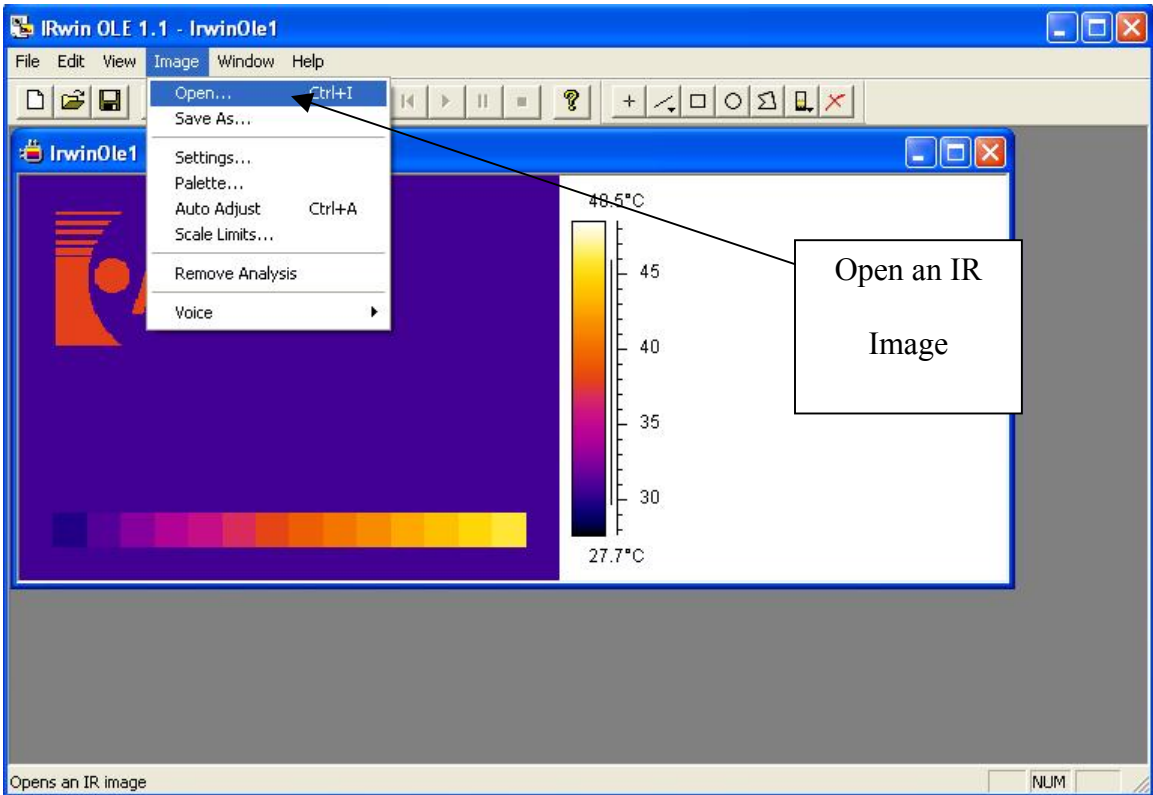 IRwin OLE 1.1 - IrwinOle1
File Edit View Image Window Help
Open... Ctrl+I
Save As...
Settings...
Palette...
Auto Adjust Ctrl+A
Scale Limits...
Remove Analysis
Voice
IrwinOle1
48.5°C
45
40
35
30
27.7°C
Open an IR
Image
Opens an IR image
NUM